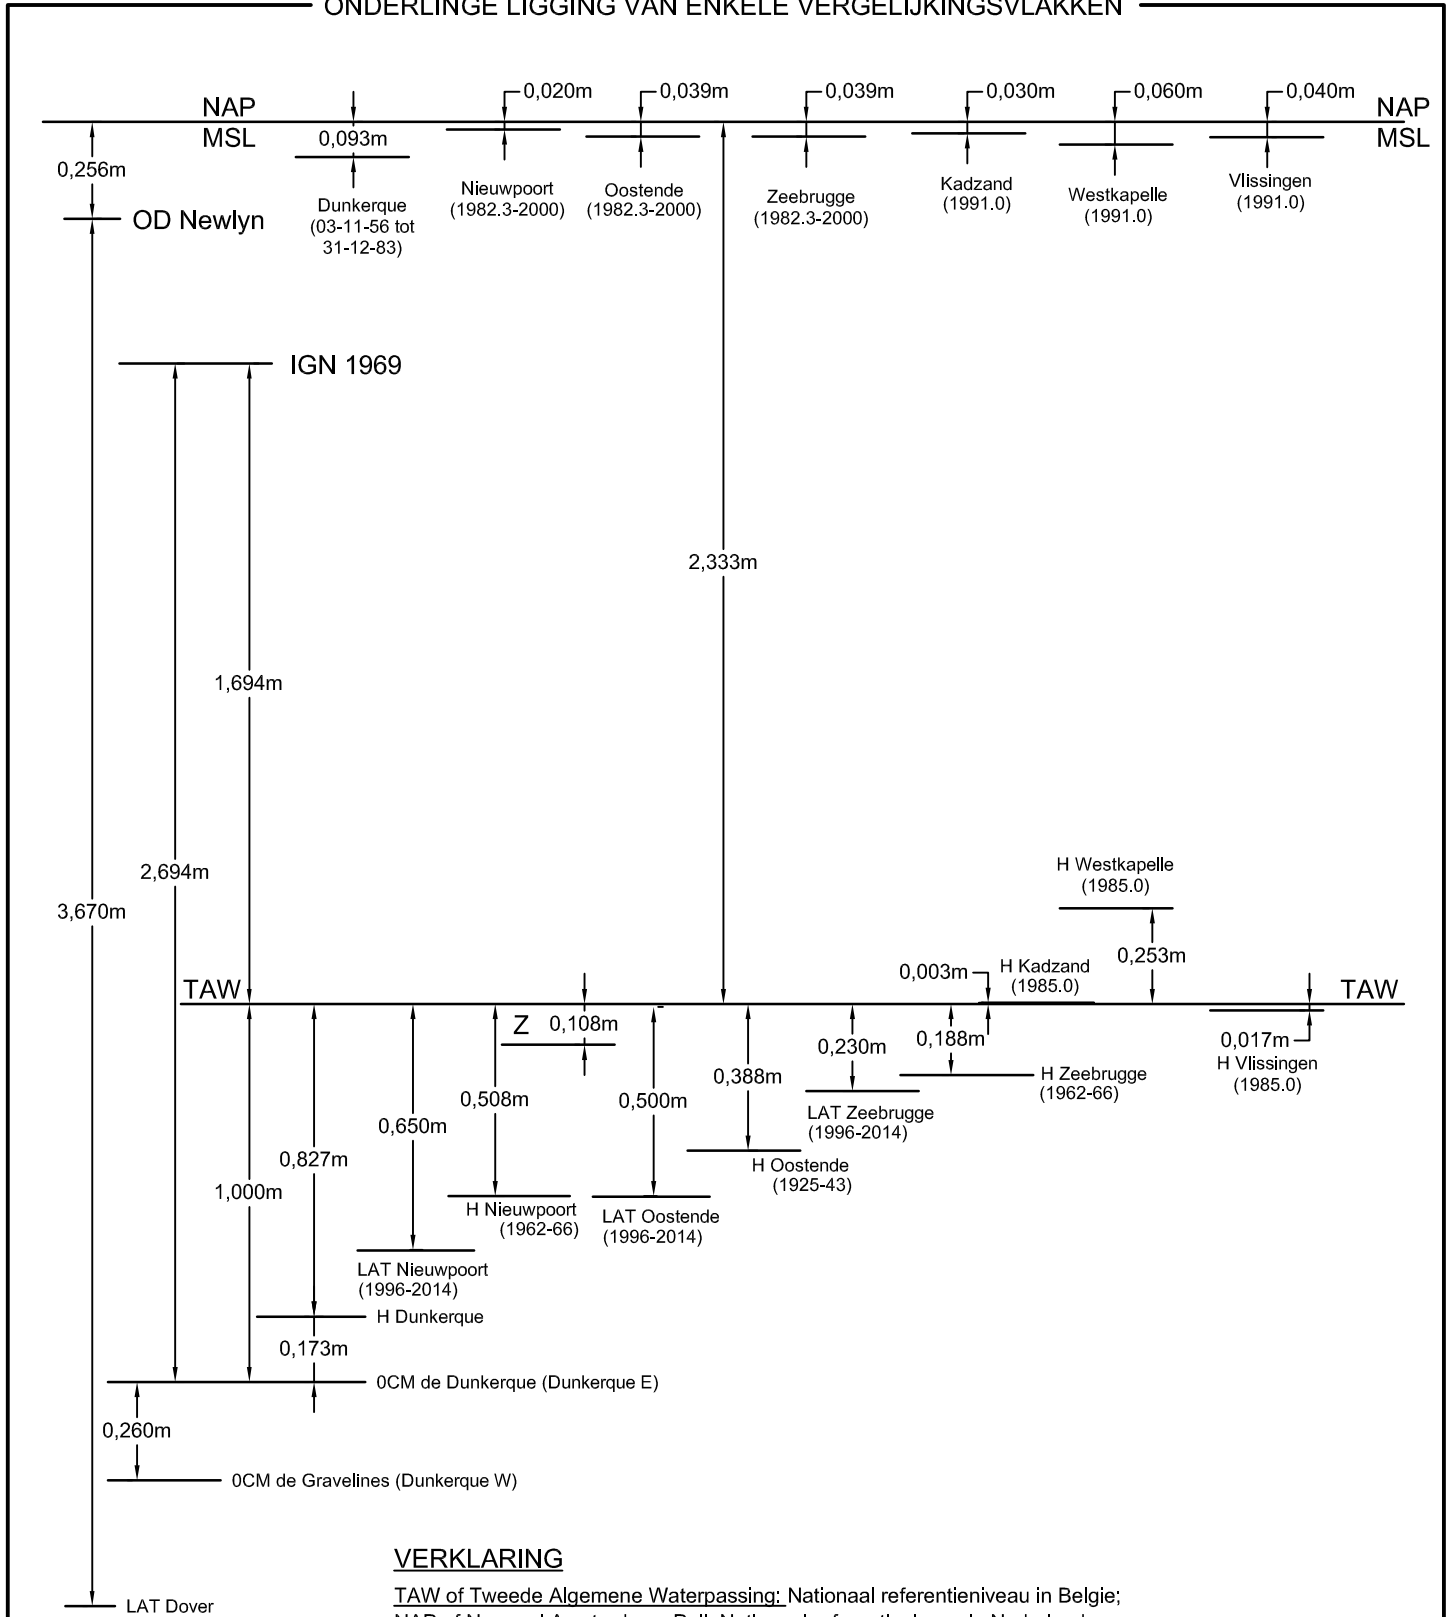 ONDERLINGE LIGGING VAN ENKELE VERGELIJKINGSVLAKKEN
0,020m
0,039m
0,039m
0,030m
0,060m
0,040m
NAP
NAP
MSL
MSL
0,093m
0,256m
OD Newlyn
Dunkerque
(03-11-56 tot
31-12-83)
Nieuwpoort
(1982.3-2000)
Oostende
(1982.3-2000)
Zeebrugge
(1982.3-2000)
Kadzand
(1991.0)
Westkapelle
(1991.0)
Vlissingen
(1991.0)
IGN 1969
2,333m
1,694m
2,694m
3,670m
H Westkapelle
(1985.0)
0,253m
0,003m
H Kadzand
(1985.0)
TAW
TAW
Z
0,108m
0,230m
0,188m
0,017m
H Vlissingen
(1985.0)
H Zeebrugge
(1962-66)
0,388m
0,508m
0,500m
LAT Zeebrugge
(1996-2014)
0,650m
0,827m
H Oostende
(1925-43)
1,000m
H Nieuwpoort
(1962-66)
LAT Oostende
(1996-2014)
LAT Nieuwpoort
(1996-2014)
H Dunkerque
0,173m
0CM de Dunkerque (Dunkerque E)
0,260m
0CM de Gravelines (Dunkerque W)
VERKLARING
TAW of Tweede Algemene Waterpassing: Nationaal referentieniveau in Belgie;
LAT Dover